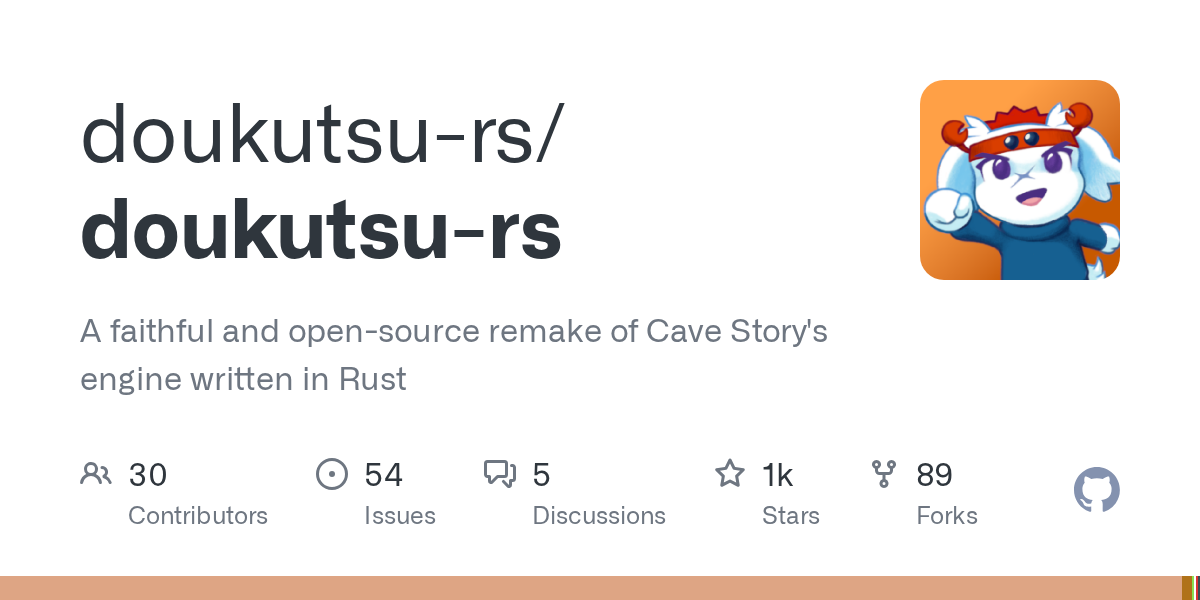 doukutsu-rs/
doukutsu-rs
A faithful and open-source remake of Cave Story's
engine written in Rust
30 54 5 1k 89
Contributors Issues Discussions Stars Forks